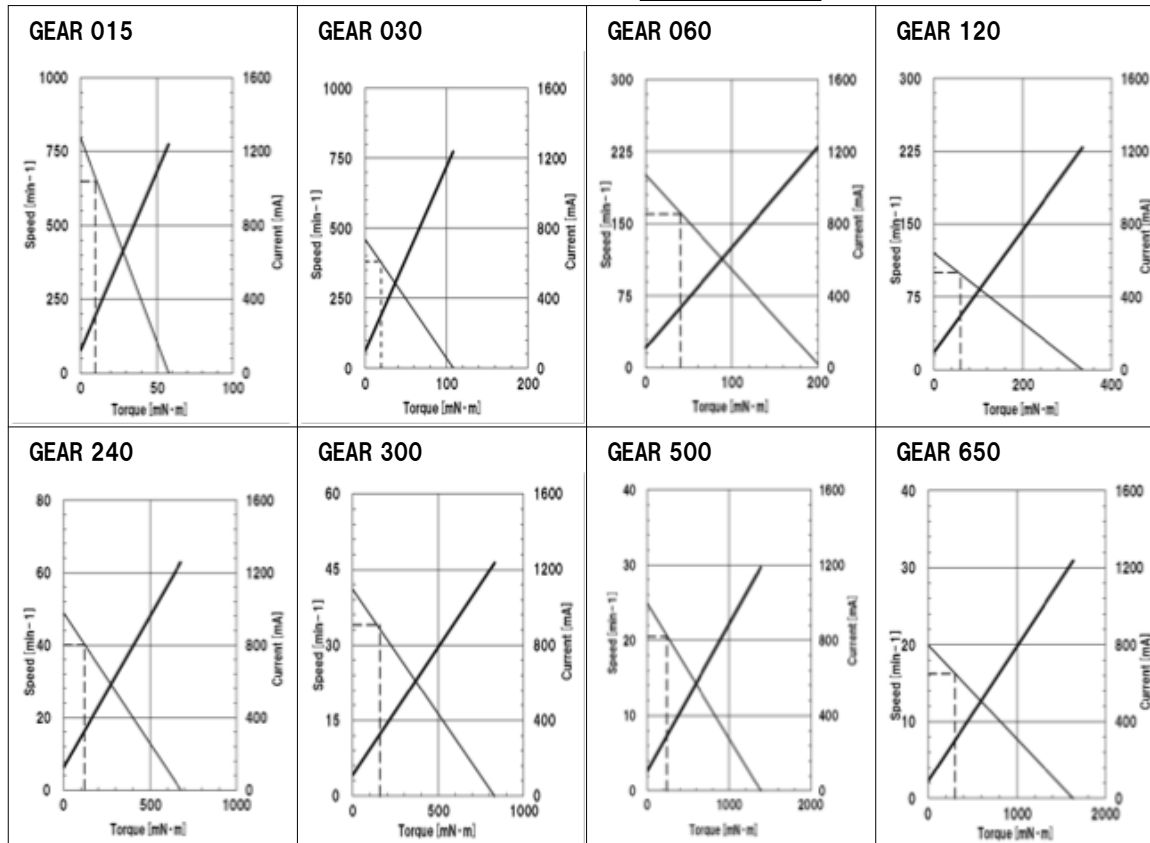 GEAR 015
1000 1600
750 1200
500 800
250 400
0 0
0 50 100
Speed [min-1]
Current [mA]
Torque [mN·m]
GEAR 030
1000 1600
750 1200
500 800
250 400
0 0
0 100 200
Speed [min-1]
Current [mA]
Torque [mN·m]
GEAR 060
300 1600
225 1200
150 800
75 400
0 0
0 100 200
Speed [min-1]
Current [mA]
Torque [mN·m]
GEAR 120
300 1600
225 1200
150 800
75 400
0 0
0 200 400
Speed [min-1]
Current [mA]
Torque [mN·m]
GEAR 240
80 1600
60 1200
40 800
20 400
0 0
0 500 1000
Speed [min-1]
Current [mA]
Torque [mN·m]
GEAR 300
60 1600
45 1200
30 800
15 400
0 0
0 500 1000
Speed [min-1]
Current [mA]
Torque [mN·m]
GEAR 500
40 1600
30 1200
20 800
10 400
0 0
0 1000 2000
Speed [min-1]
Current [mA]
Torque [mN·m]
GEAR 650
40 1600
30 1200
20 800
10 400
0 0
0 1000 2000
Speed [min-1]
Current [mA]
Torque [mN·m]